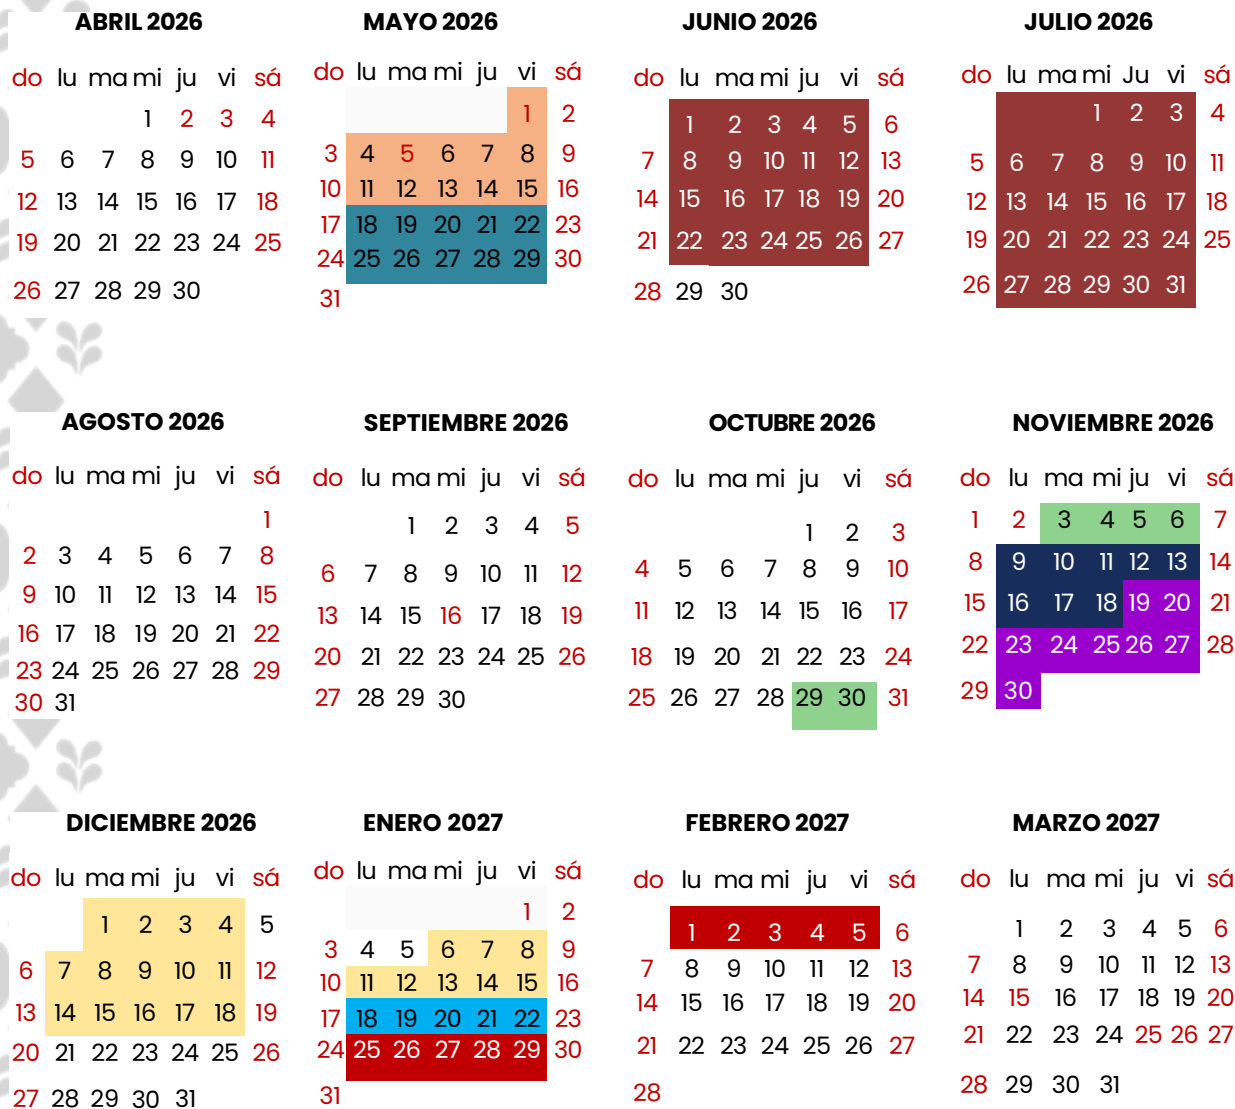 ABRIL 2026
do lu ma mi ju vi sá
1 2 3 4
5 6 7 8 9 10 11
12 13 14 15 16 17 18
19 20 21 22 23 24 25
26 27 28 29 30
MAYO 2026
do lu ma mi ju vi sá
1 2
3 4 5 6 7 8 9
10 11 12 13 14 15 16
17 18 19 20 21 22 23
24 25 26 27 28 29 30
31
JUNIO 2026
do lu ma mi ju vi sá
1 2 3 4 5 6
7 8 9 10 11 12 13
14 15 16 17 18 19 20
21 22 23 24 25 26 27
28 29 30
JULIO 2026
do lu ma mi Ju vi sá
1 2 3 4
5 6 7 8 9 10 11
12 13 14 15 16 17 18
19 20 21 22 23 24 25
26 27 28 29 30 31
AGOSTO 2026
do lu ma mi ju vi sá
1
2 3 4 5 6 7 8
9 10 11 12 13 14 15
16 17 18 19 20 21 22
23 24 25 26 27 28 29
30 31
SEPTIEMBRE 2026
do lu ma mi ju vi sá
1 2 3 4 5
6 7 8 9 10 11 12
13 14 15 16 17 18 19
20 21 22 23 24 25 26
27 28 29 30
OCTUBRE 2026
do lu ma mi ju vi sá
1 2 3
4 5 6 7 8 9 10
11 12 13 14 15 16 17
18 19 20 21 22 23 24
25 26 27 28 29 30 31
NOVIEMBRE 2026
do lu ma mi ju vi sá
1 2 3 4 5 6 7
8 9 10 11 12 13 14
15 16 17 18 19 20 21
22 23 24 25 26 27 28
29 30
DICIEMBRE 2026
do lu ma mi ju vi sá
1 2 3 4 5
6 7 8 9 10 11 12
13 14 15 16 17 18 19
20 21 22 23 24 25 26
27 28 29 30 31
ENERO 2027
do lu ma mi ju vi sá
1 2
3 4 5 6 7 8 9
10 11 12 13 14 15 16
17 18 19 20 21 22 23
24 25 26 27 28 29 30
31
FEBRERO 2027
do lu ma mi ju vi sá
1 2 3 4 5 6
7 8 9 10 11 12 13
14 15 16 17 18 19 20
21 22 23 24 25 26 27
28
MARZO 2027
do lu ma mi ju vi sá
1 2 3 4 5 6
7 8 9 10 11 12 13
14 15 16 17 18 19 20
21 22 23 24 25 26 27
28 29 30 31